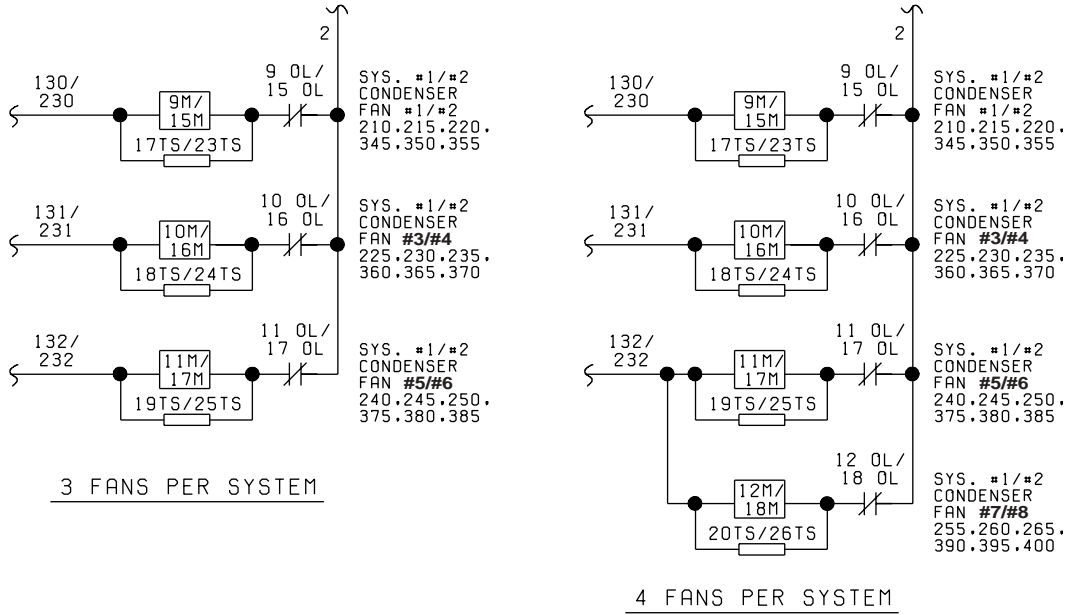 2
130/
230
9M/
15M
9 OL/
15 OL
17TS/23TS
SYS. #1/#2
CONDENSER
FAN #1/#2
210,215,220,
345,350,355
131/
231
10M/
16M
10 OL/
16 OL
18TS/24TS
SYS. #1/#2
CONDENSER
FAN #3/#4
225,230,235,
360,365,370
132/
232
11M/
17M
11 OL/
17 OL
19TS/25TS
SYS. #1/#2
CONDENSER
FAN #5/#6
240,245,250,
375,380,385
3 FANS PER SYSTEM
2
130/
230
9M/
15M
9 OL/
15 OL
17TS/23TS
SYS. #1/#2
CONDENSER
FAN #1/#2
210,215,220,
345,350,355
131/
231
10M/
16M
10 OL/
16 OL
18TS/24TS
SYS. #1/#2
CONDENSER
FAN #3/#4
225,230,235,
360,365,370
132/
232
11M/
17M
11 OL/
17 OL
19TS/25TS
SYS. #1/#2
CONDENSER
FAN #5/#6
240,245,250,
375,380,385
12M/
18M
12 OL/
18 OL
20TS/26TS
SYS. #1/#2
CONDENSER
FAN #7/#8
255,260,265,
390,395,400
4 FANS PER SYSTEM